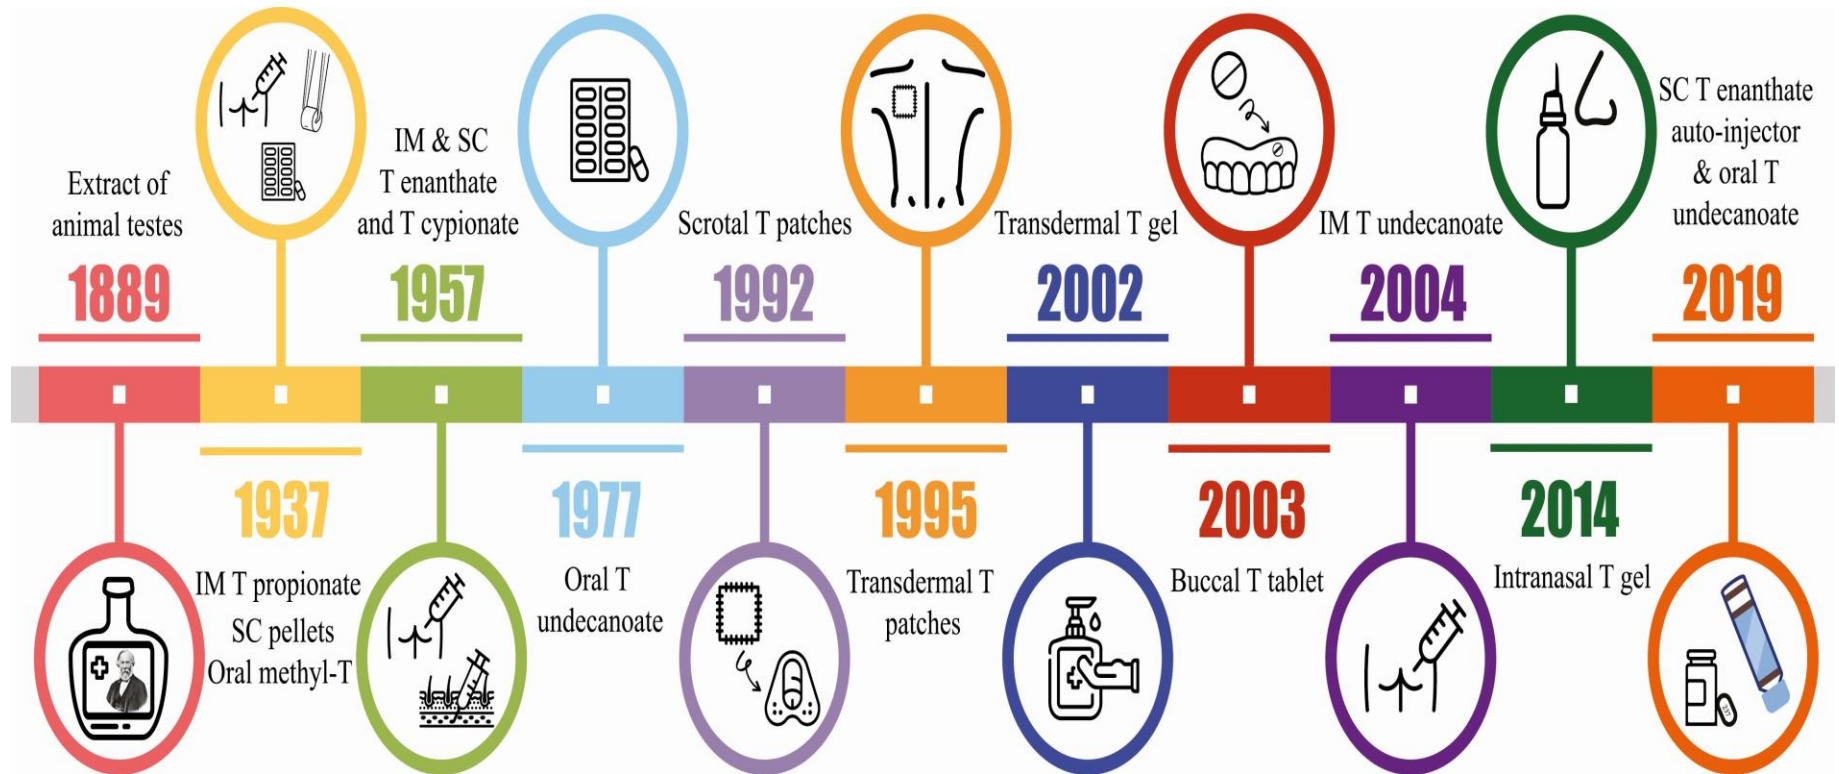 Extract of
animal testes
1889
1937
IM T propionate
SC pellets
Oral methyl-T
IM & SC
T enanthate
and T cypionate
1957
1977
Oral T
undecanoate
Scrotal T patches
1992
1995
Transdermal T
patches
Transdermal T gel
2002
2003
Buccal T tablet
IM T undecanoate
2004
2014
Intranasal T gel
SC T enanthate
auto-injector
& oral T
undecanoate
2019